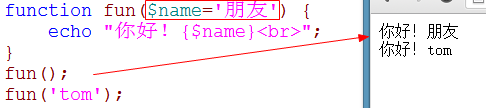 function fun($name='朋友') {
    echo "你好! {$name}<br>";
}
fun();
fun('tom');
你好! 朋友
你好! tom